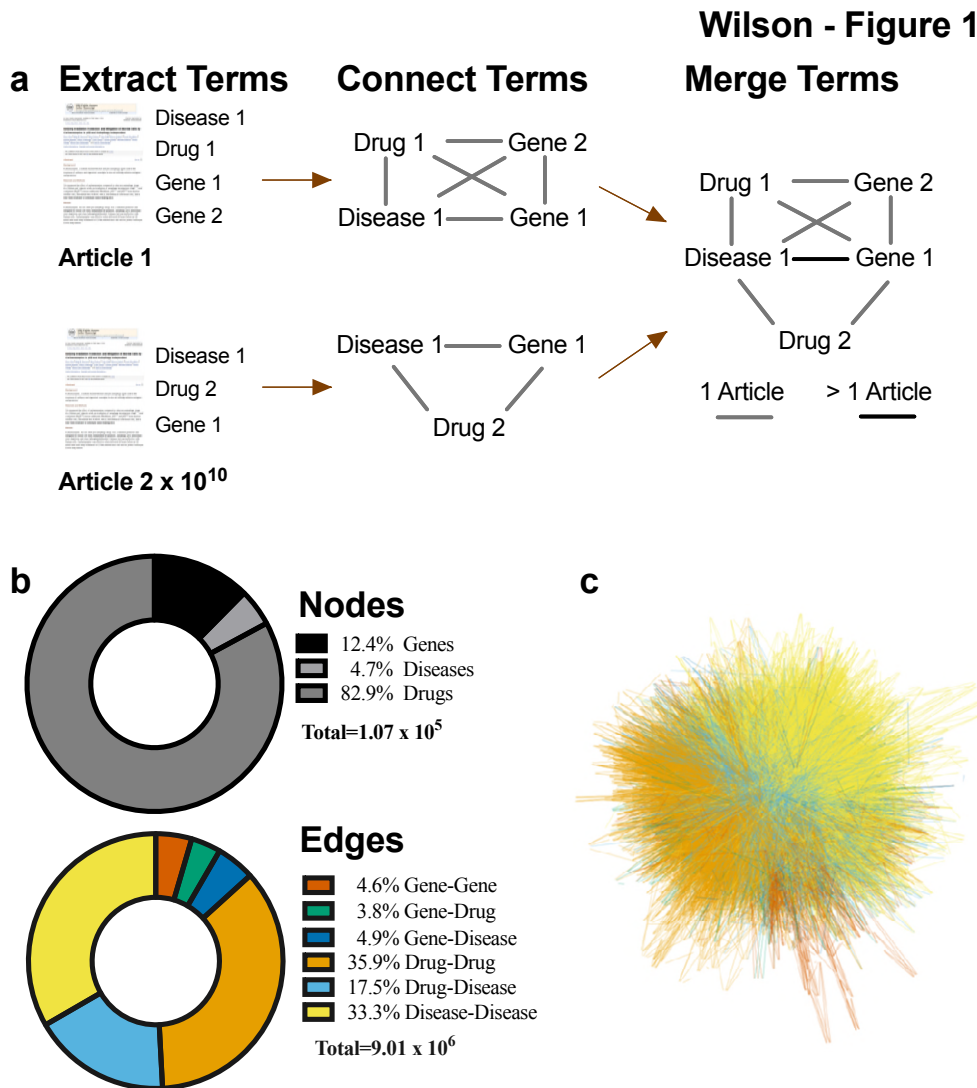 Wilson - Figure 1
a
Extract Terms
Connect Terms
Merge Terms
Disease 1
Drug 1
Gene 1
Gene 2
Article 1
Drug 1
Gene 2
Disease 1
Gene 1
Disease 1
Drug 2
Gene 1
Article 2 x 10¹⁰
Disease 1
Gene 1
Drug 2
Drug 1
Gene 2
Disease 1
Gene 1
Drug 2
1 Article
> 1 Article
b
Nodes
12.4% Genes
4.7% Diseases
82.9% Drugs
Total=1.07 x 10⁵
Edges
4.6% Gene-Gene
3.8% Gene-Drug
4.9% Gene-Disease
35.9% Drug-Drug
17.5% Drug-Disease
33.3% Disease-Disease
Total=9.01 x 10⁶
c